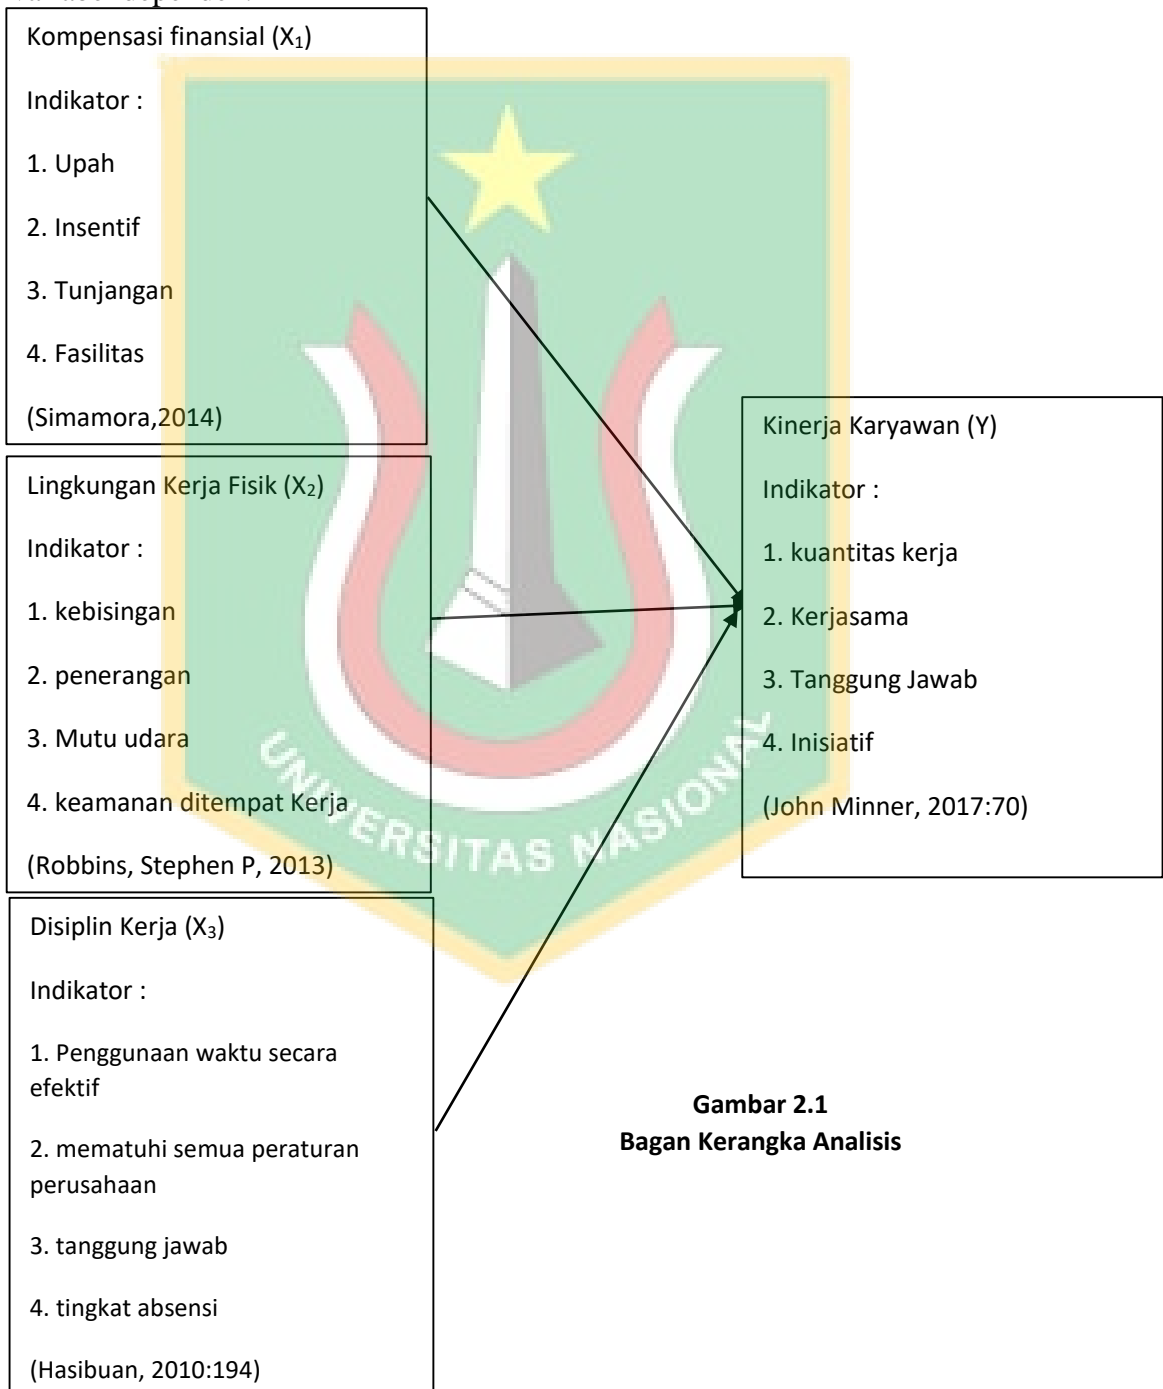 Kompensasi finansial (X₁)
Indikator :
1. Upah
2. Insentif
3. Tunjangan
4. Fasilitas
(Simamora,2014)
Lingkungan Kerja Fisik (X₂)
Indikator :
1. kebisingan
2. penerangan
3. Mutu udara
4. keamanan ditempat Kerja
(Robbins, Stephen P, 2013)
Disiplin Kerja (X₃)
Indikator :
1. Penggunaan waktu secara
efektif
2. mematuhi semua peraturan
perusahaan
3. tanggung jawab
4. tingkat absensi
(Hasibuan, 2010:194)
Kinerja Karyawan (Y)
Indikator :
1. kuantitas kerja
2. Kerjasama
3. Tanggung Jawab
4. Inisiatif
(John Minner, 2017:70)
UNIVERSITAS NASIONAL
Gambar 2.1
Bagan Kerangka Analisis